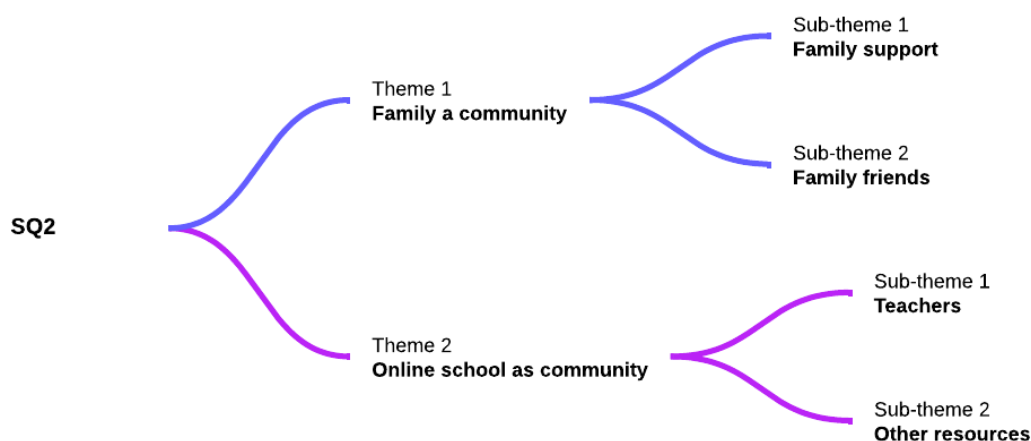 SQ2
Theme 1
Family a community
Sub-theme 1
Family support
Sub-theme 2
Family friends
Theme 2
Online school as community
Sub-theme 1
Teachers
Sub-theme 2
Other resources